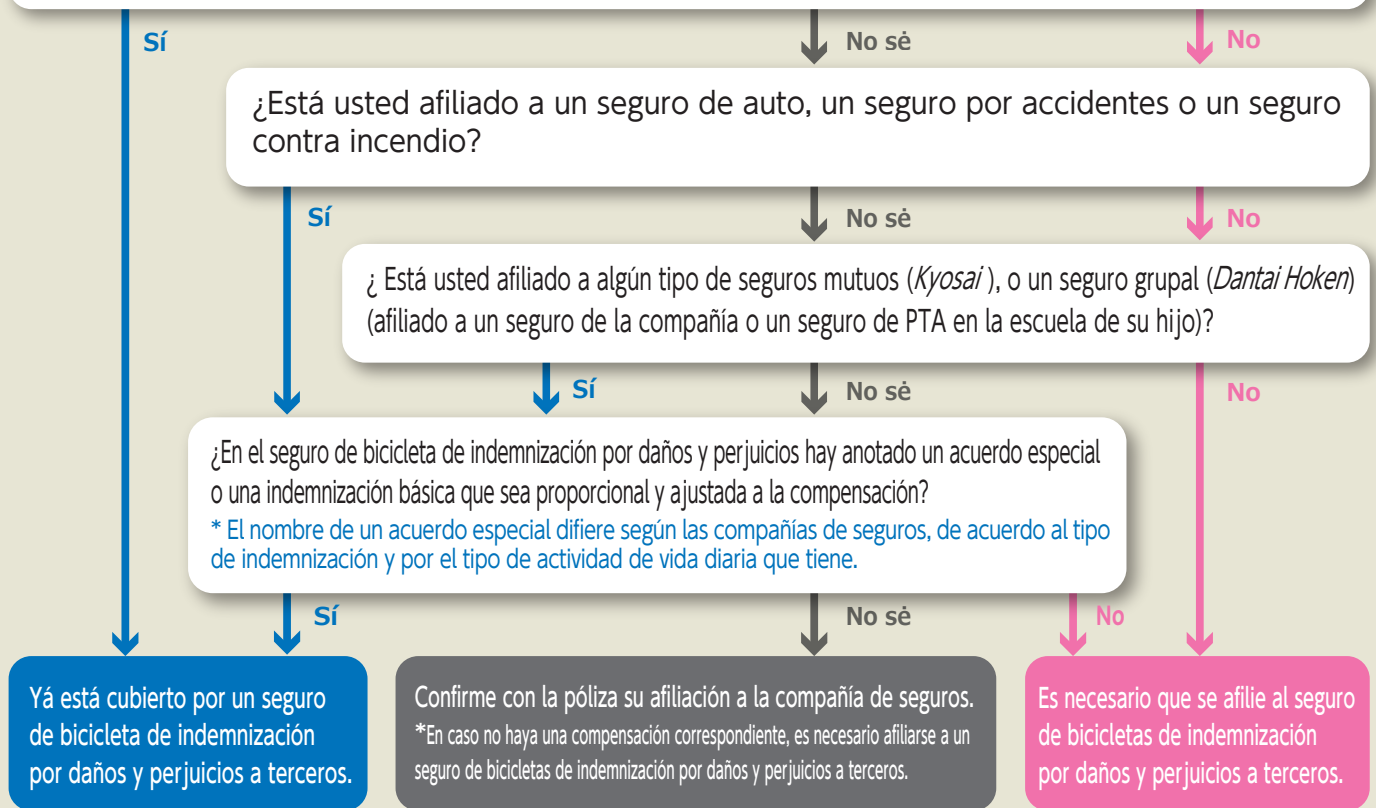 Sí
No sė
No
¿Está usted afiliado a un seguro de auto, un seguro por accidentes o un seguro
contra incendio?
Sí
No sė
No
¿ Está usted afiliado a algún tipo de seguros mutuos (Kyosai ), o un seguro grupal (Dantai Hoken)
(afiliado a un seguro de la compañía o un seguro de PTA en la escuela de su hijo)?
Sí
No sė
No
¿En el seguro de bicicleta de indemnización por daños y perjuicios hay anotado un acuerdo especial
o una indemnización básica que sea proporcional y ajustada a la compensación?
* El nombre de un acuerdo especial difiere según las compañías de seguros, de acuerdo al tipo
de indemnización y por el tipo de actividad de vida diaria que tiene.
Sí
No sė
No
Yá está cubierto por un seguro
de bicicleta de indemnización
por daños y perjuicios a terceros.
Confirme con la póliza su afiliación a la compañía de seguros.
*En caso no haya una compensación correspondiente, es necesario afiliarse a un
seguro de bicicletas de indemnización por daños y perjuicios a terceros.
Es necesario que se afilie al seguro
de bicicletas de indemnización
por daños y perjuicios a terceros.